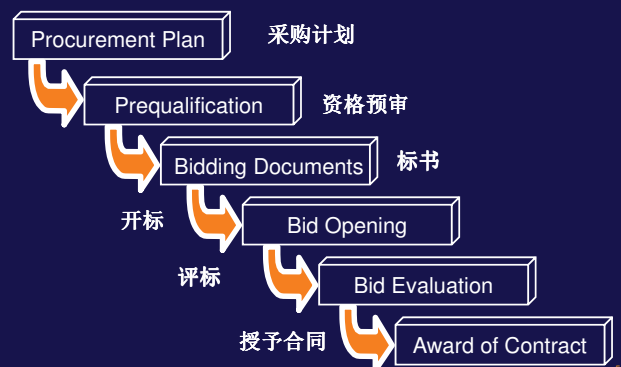 Procurement Plan 采购计划
Prequalification 资格预审
Bidding Documents 标书
开标 Bid Opening
评标 Bid Evaluation
授予合同 Award of Contract